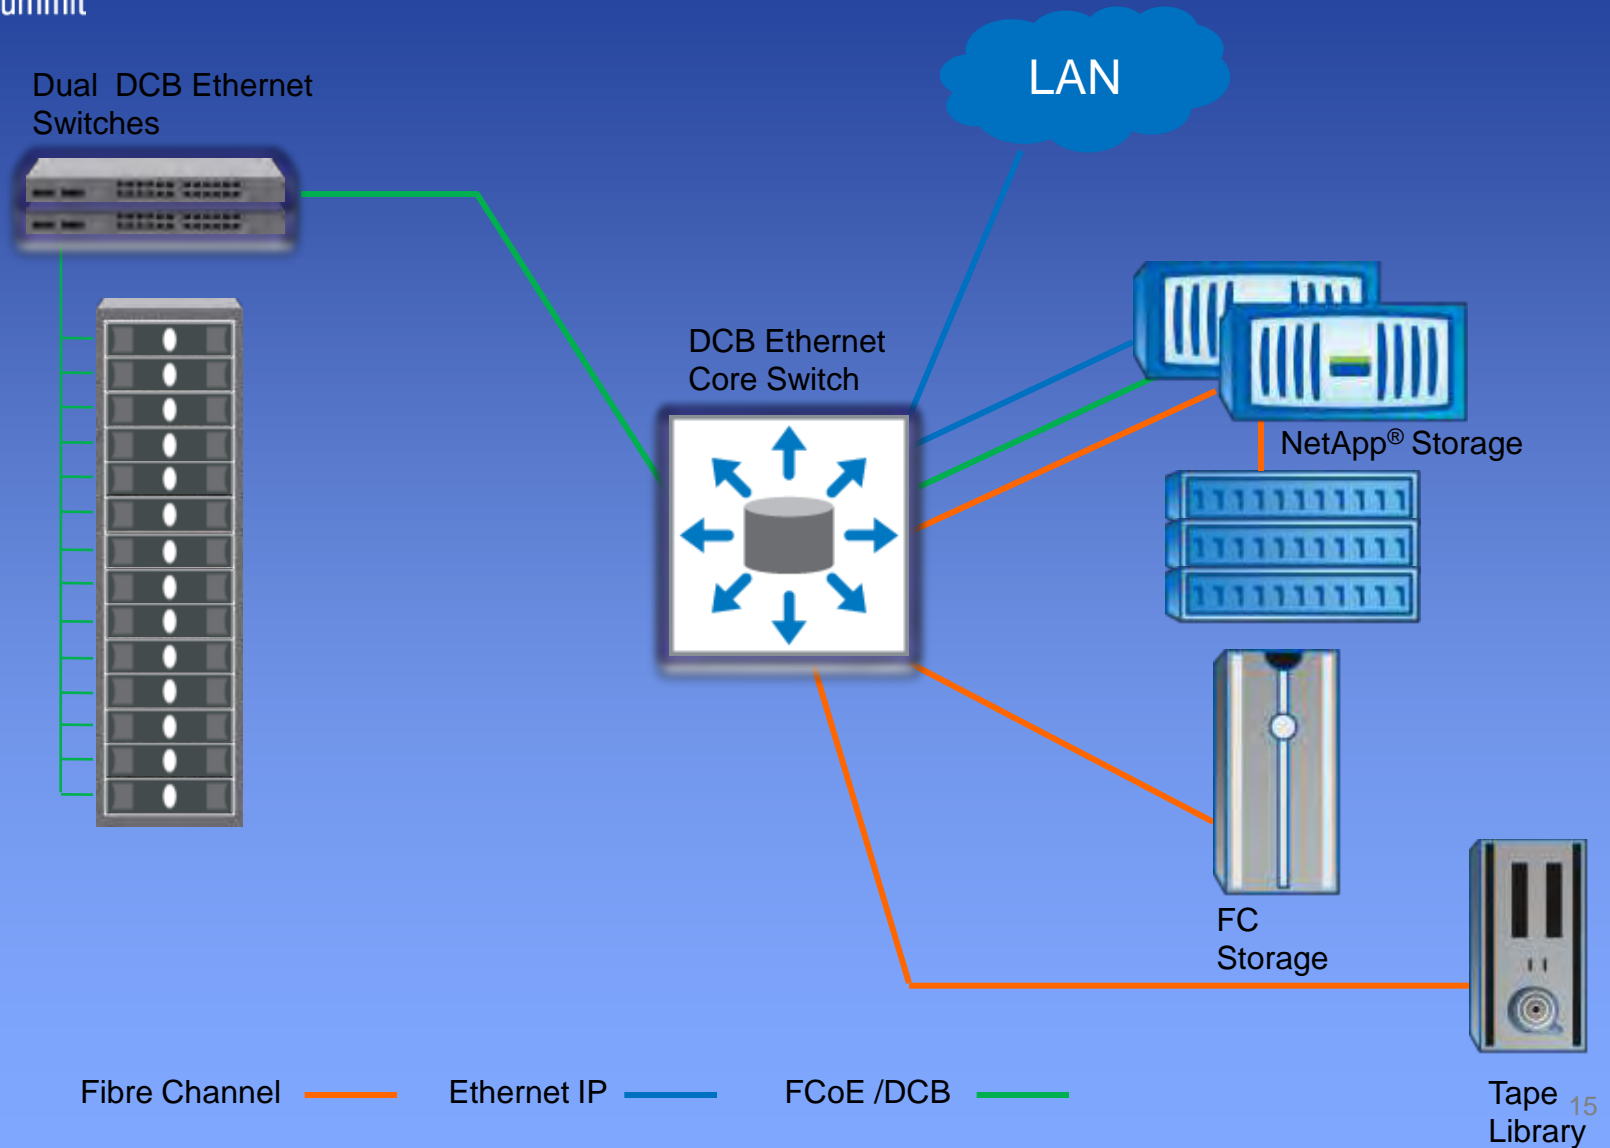 Dual DCB Ethernet
Switches
LAN
DCB Ethernet
Core Switch
NetApp® Storage
FC
Storage
Fibre Channel
Ethernet IP
FCoE /DCB
Tape
Library
15